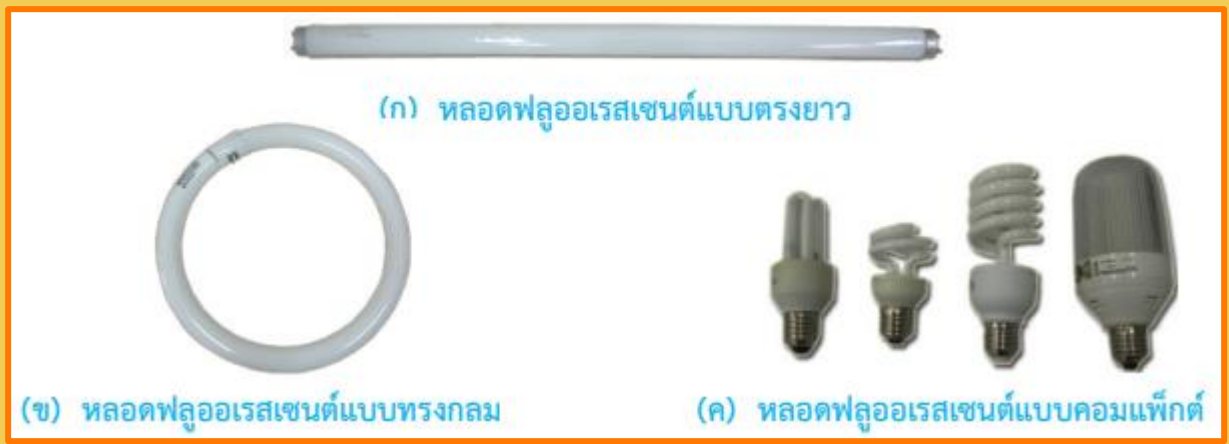 (ก) หลอดฟลูออเรสเซนต์แบบตรงยาว
(ข) หลอดฟลูออเรสเซนต์แบบทรงกลม
(ค) หลอดฟลูออเรสเซนต์แบบคอมแพ็กต์